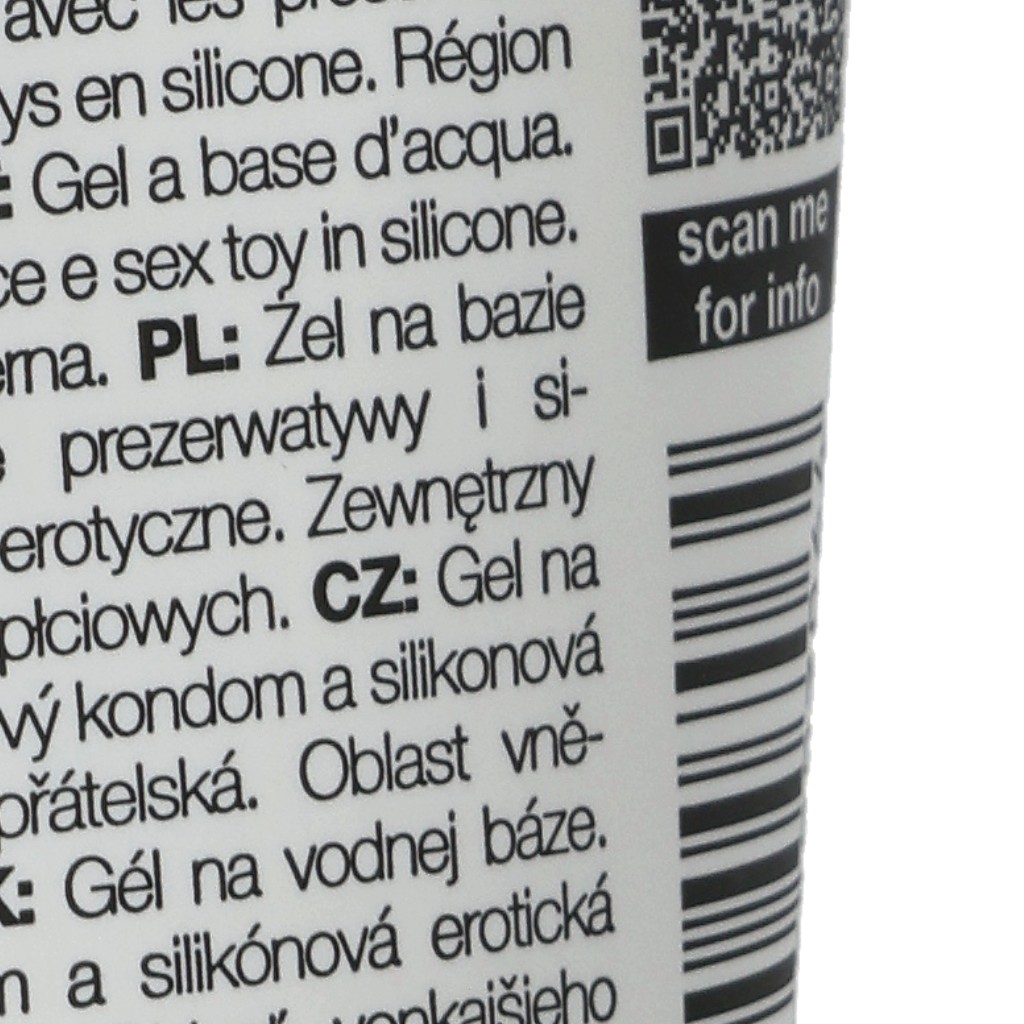 avec les
ys en silicone. Région
: Gel a base d'acqua.
ce e sex toy in silicone.
erna. PL: Żel na bazie
prezerwatywy i si-
erotyczne. Zewnętrzny
płciowych. CZ: Gel na
vý kondom a silikonová
přátelská. Oblast vně-
K: Gél na vodnej báze.
m a silikónová erotická
vonkajšieho
scan me
for info